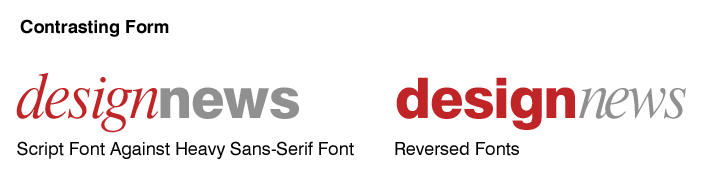 Contrasting Form
designnews designnews
Script Font Against Heavy Sans-Serif Font Reversed Fonts